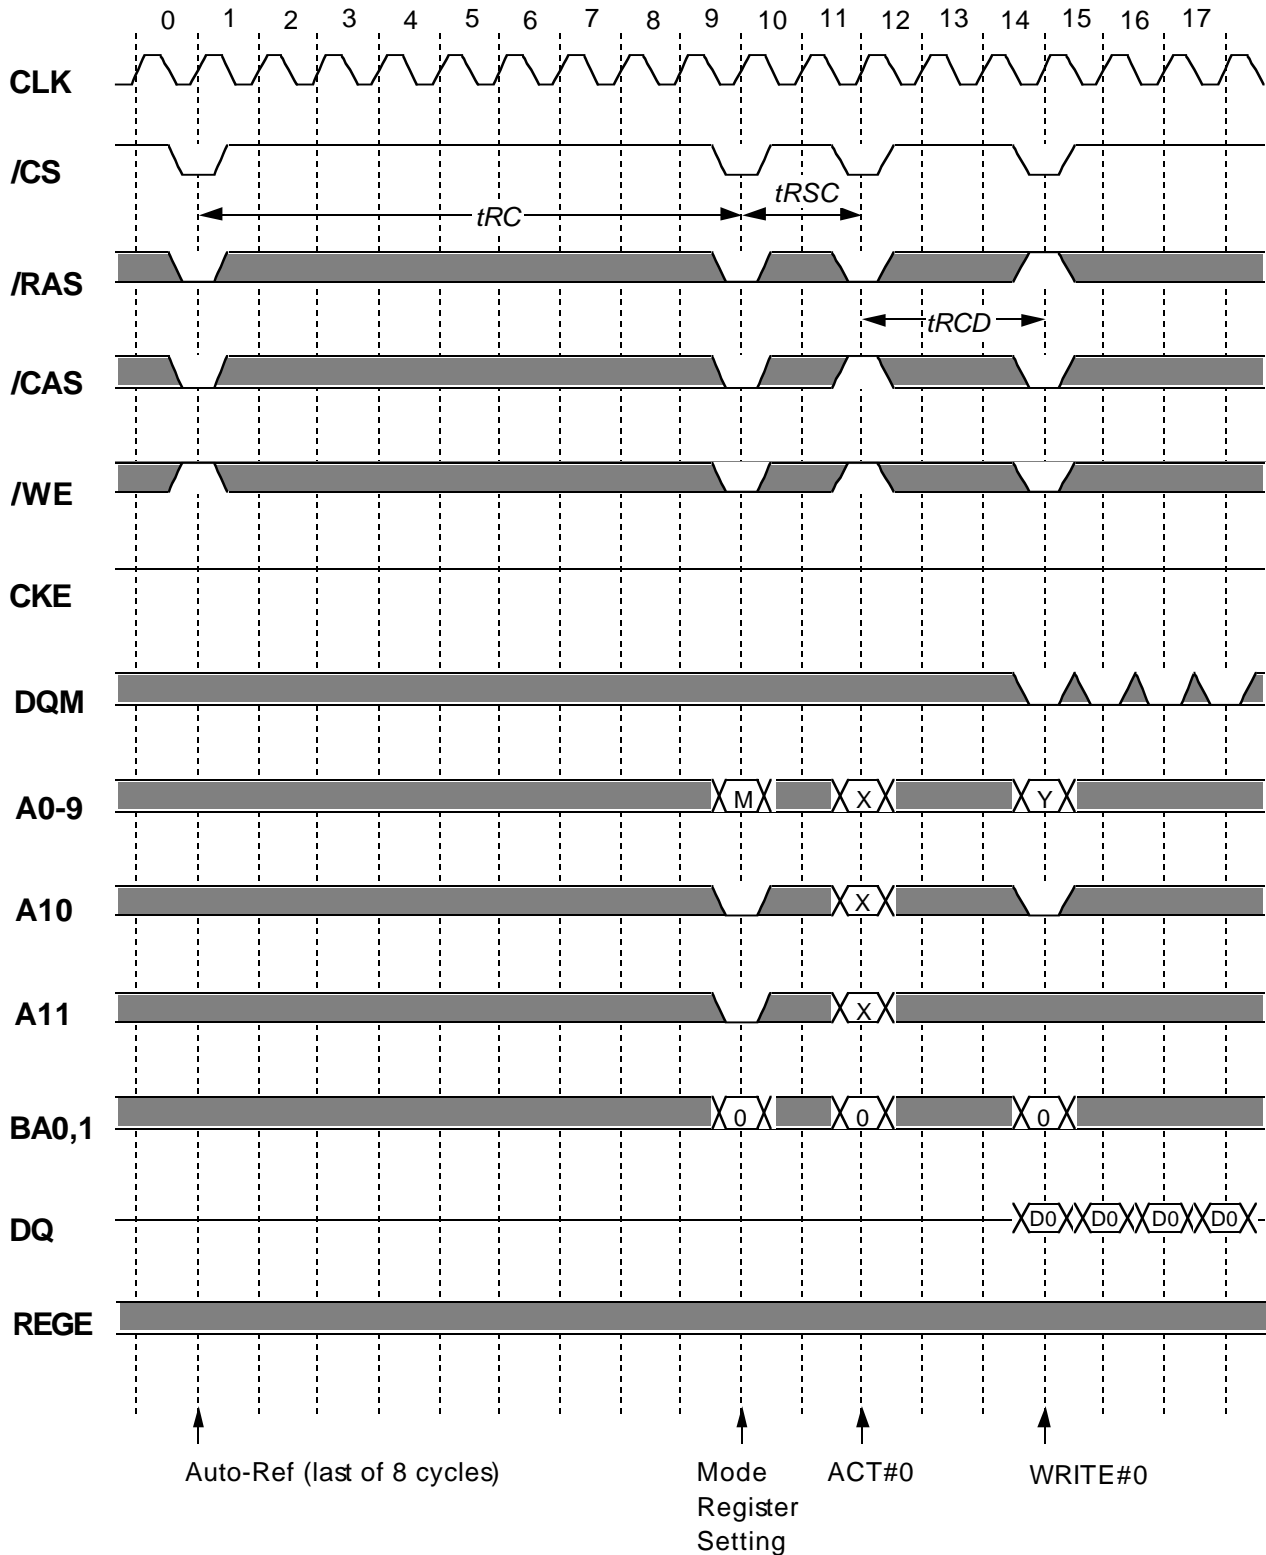 0 1 2 3 4 5 6 7 8 9 10 11 12 13 14 15 16 17
CLK
/CS
tRSC
tRC
/RAS
tRCD
/CAS
/WE
CKE
DQM
A0-9 M X Y
A10 X
A11 X
BA0,1 0 0 0
DQ D0 D0 D0 D0
REGE
Auto-Ref (last of 8 cycles)
Mode
Register
Setting
ACT#0
WRITE#0